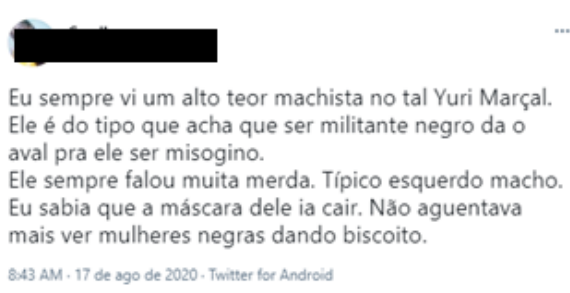 Eu sempre vi um alto teor machista no tal Yuri Marçal.
Ele é do tipo que acha que ser militante negro da o
aval pra ele ser misogino.
Ele sempre falou muita merda. Típico esquerdo macho.
Eu sabia que a máscara dele ia cair. Não aguentava
mais ver mulheres negras dando biscoito.
8:43 AM · 17 de ago de 2020 · Twitter for Android